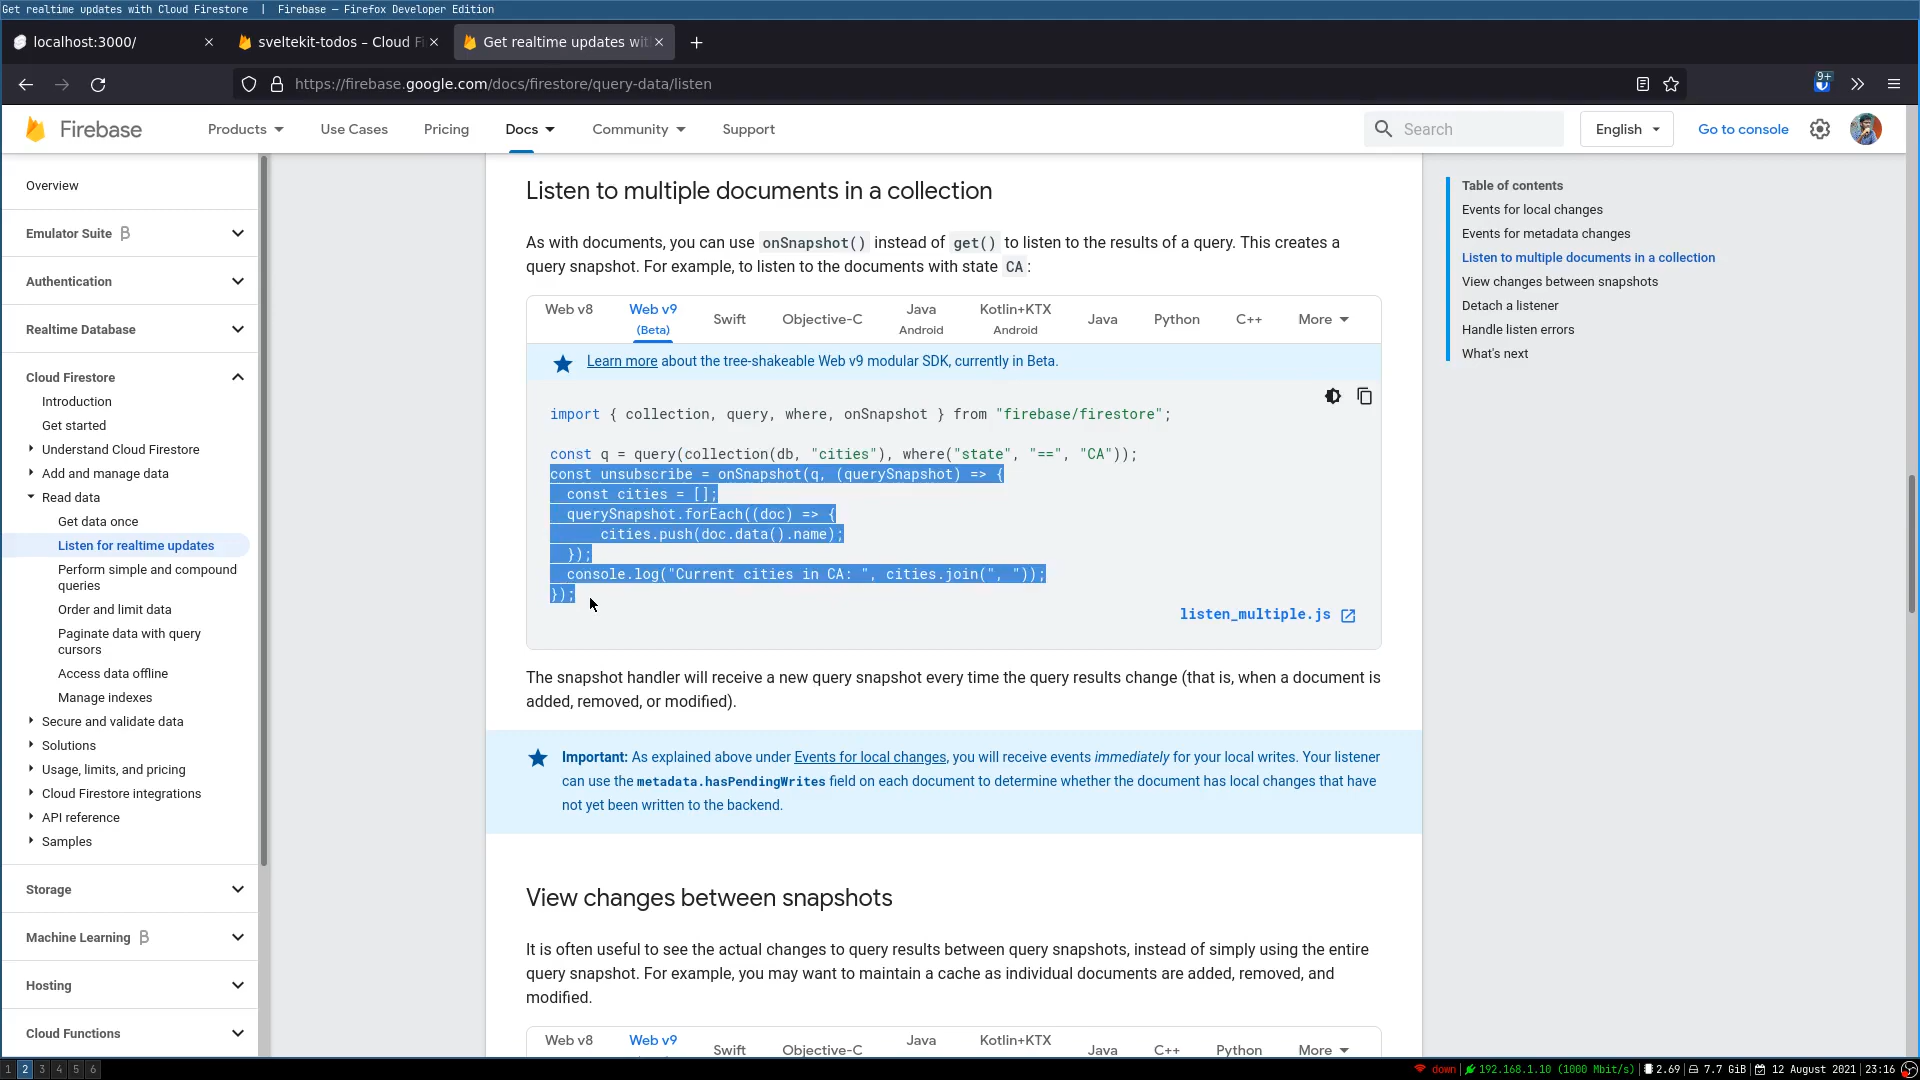 Get realtime updates with Cloud Firestore  |  Firebase — Firefox Developer Edition
localhost:3000/
sveltekit-todos – Cloud Fi
Get realtime updates wit
https://firebase.google.com/docs/firestore/query-data/listen
9+
Firebase
Products
Use Cases
Pricing
Docs
Community
Support
Search
English
Go to console
Overview
Emulator Suite β
Authentication
Realtime Database
Cloud Firestore
Introduction
Get started
Understand Cloud Firestore
Add and manage data
Read data
Get data once
Listen for realtime updates
Perform simple and compound
queries
Order and limit data
Paginate data with query
cursors
Access data offline
Manage indexes
Secure and validate data
Solutions
Usage, limits, and pricing
Cloud Firestore integrations
API reference
Samples
Storage
Machine Learning β
Hosting
Cloud Functions
Listen to multiple documents in a collection
As with documents, you can use onSnapshot() instead of get() to listen to the results of a query. This creates a
query snapshot. For example, to listen to the documents with state CA:
Web v8
Web v9
(Beta)
Swift
Objective-C
Java
Android
Kotlin+KTX
Android
Java
Python
C++
More
Learn more about the tree-shakeable Web v9 modular SDK, currently in Beta.
import { collection, query, where, onSnapshot } from "firebase/firestore";
const q = query(collection(db, "cities"), where("state", "==", "CA"));
const unsubscribe = onSnapshot(q, (querySnapshot) => {
  const cities = [];
  querySnapshot.forEach((doc) => {
      cities.push(doc.data().name);
  });
  console.log("Current cities in CA: ", cities.join(", "));
});
listen_multiple.js
The snapshot handler will receive a new query snapshot every time the query results change (that is, when a document is
added, removed, or modified).
Important: As explained above under Events for local changes, you will receive events immediately for your local writes. Your listener
can use the metadata.hasPendingWrites field on each document to determine whether the document has local changes that have
not yet been written to the backend.
View changes between snapshots
It is often useful to see the actual changes to query results between query snapshots, instead of simply using the entire
query snapshot. For example, you may want to maintain a cache as individual documents are added, removed, and
modified.
Web v8
Web v9
Swift
Objective-C
Java
Kotlin+KTX
Java
C++
Python
More
Table of contents
Events for local changes
Events for metadata changes
Listen to multiple documents in a collection
View changes between snapshots
Detach a listener
Handle listen errors
What's next
1 2 3 4 5 6
down | 192.168.1.10 (1000 Mbit/s) | 2.69 | 7.7 GiB | 12 August 2021 | 23:16